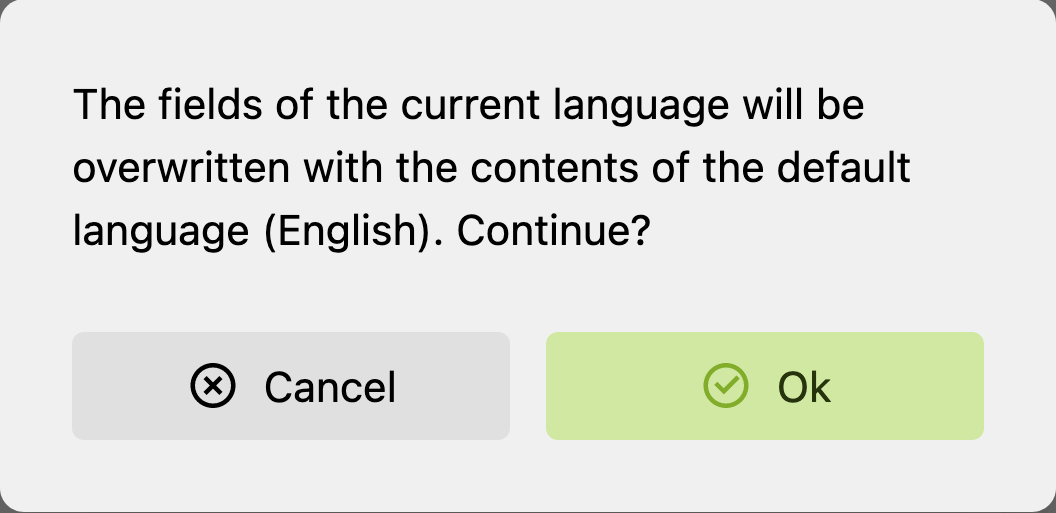 The fields of the current language will be
overwritten with the contents of the default
language (English). Continue?
Cancel
Ok